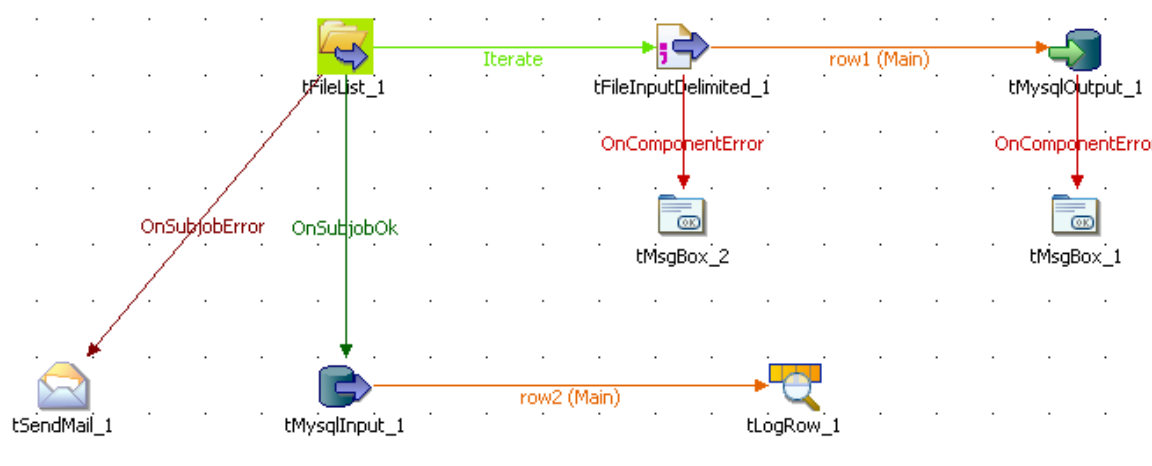 Iterate
row1 (Main)
tFileList_1
tFileInputDelimited_1
tMysqlOutput_1
OnComponentError
OnComponentErro
OnSubjobError
OnSubjobOk
tMsgBox_2
tMsgBox_1
row2 (Main)
tSendMail_1
tMysqlInput_1
tLogRow_1